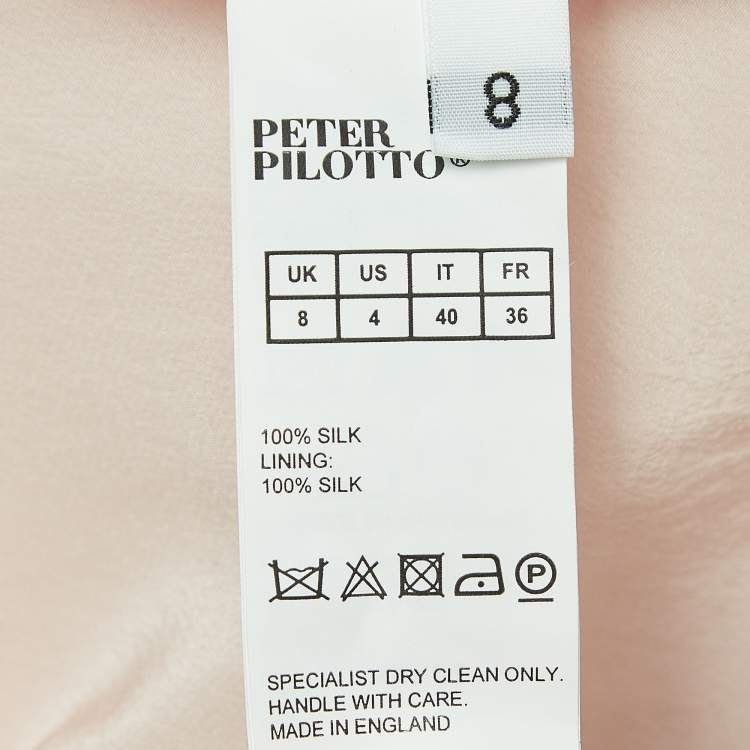 8
PETER
PILOTTO®
UK US IT FR
8 4 40 36
100% SILK
LINING:
100% SILK
P
SPECIALIST DRY CLEAN ONLY.
HANDLE WITH CARE.
MADE IN ENGLAND